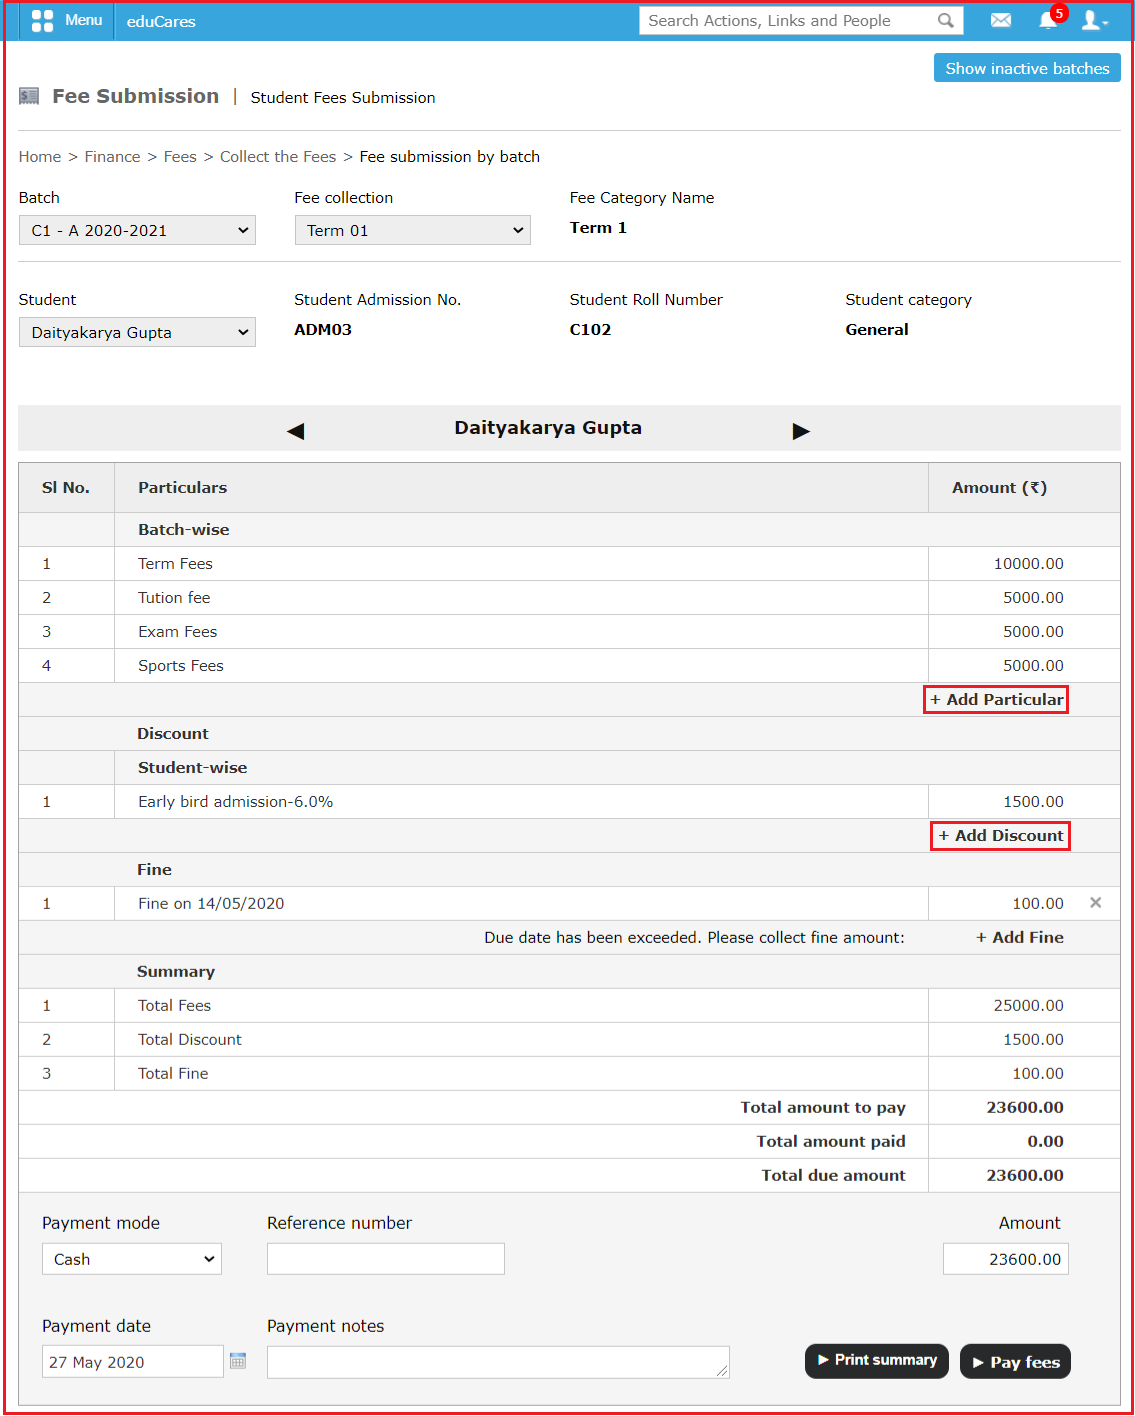 Menu eduCares Search Actions, Links and People 5
Show inactive batches
Fee Submission | Student Fees Submission
Home > Finance > Fees > Collect the Fees > Fee submission by batch
Batch Fee collection Fee Category Name
C1 - A 2020-2021 Term 01 Term 1
Student Student Admission No. Student Roll Number Student category
Daityakarya Gupta ADM03 C102 General
Daityakarya Gupta
Sl No. Particulars Amount (₹)
Batch-wise
1 Term Fees 10000.00
2 Tution fee 5000.00
3 Exam Fees 5000.00
4 Sports Fees 5000.00
+ Add Particular
Discount
Student-wise
1 Early bird admission-6.0% 1500.00
+ Add Discount
Fine
1 Fine on 14/05/2020 100.00 ×
Due date has been exceeded. Please collect fine amount: + Add Fine
Summary
1 Total Fees 25000.00
2 Total Discount 1500.00
3 Total Fine 100.00
Total amount to pay 23600.00
Total amount paid 0.00
Total due amount 23600.00
Payment mode Reference number Amount
Cash 23600.00
Payment date Payment notes
27 May 2020 Print summary Pay fees